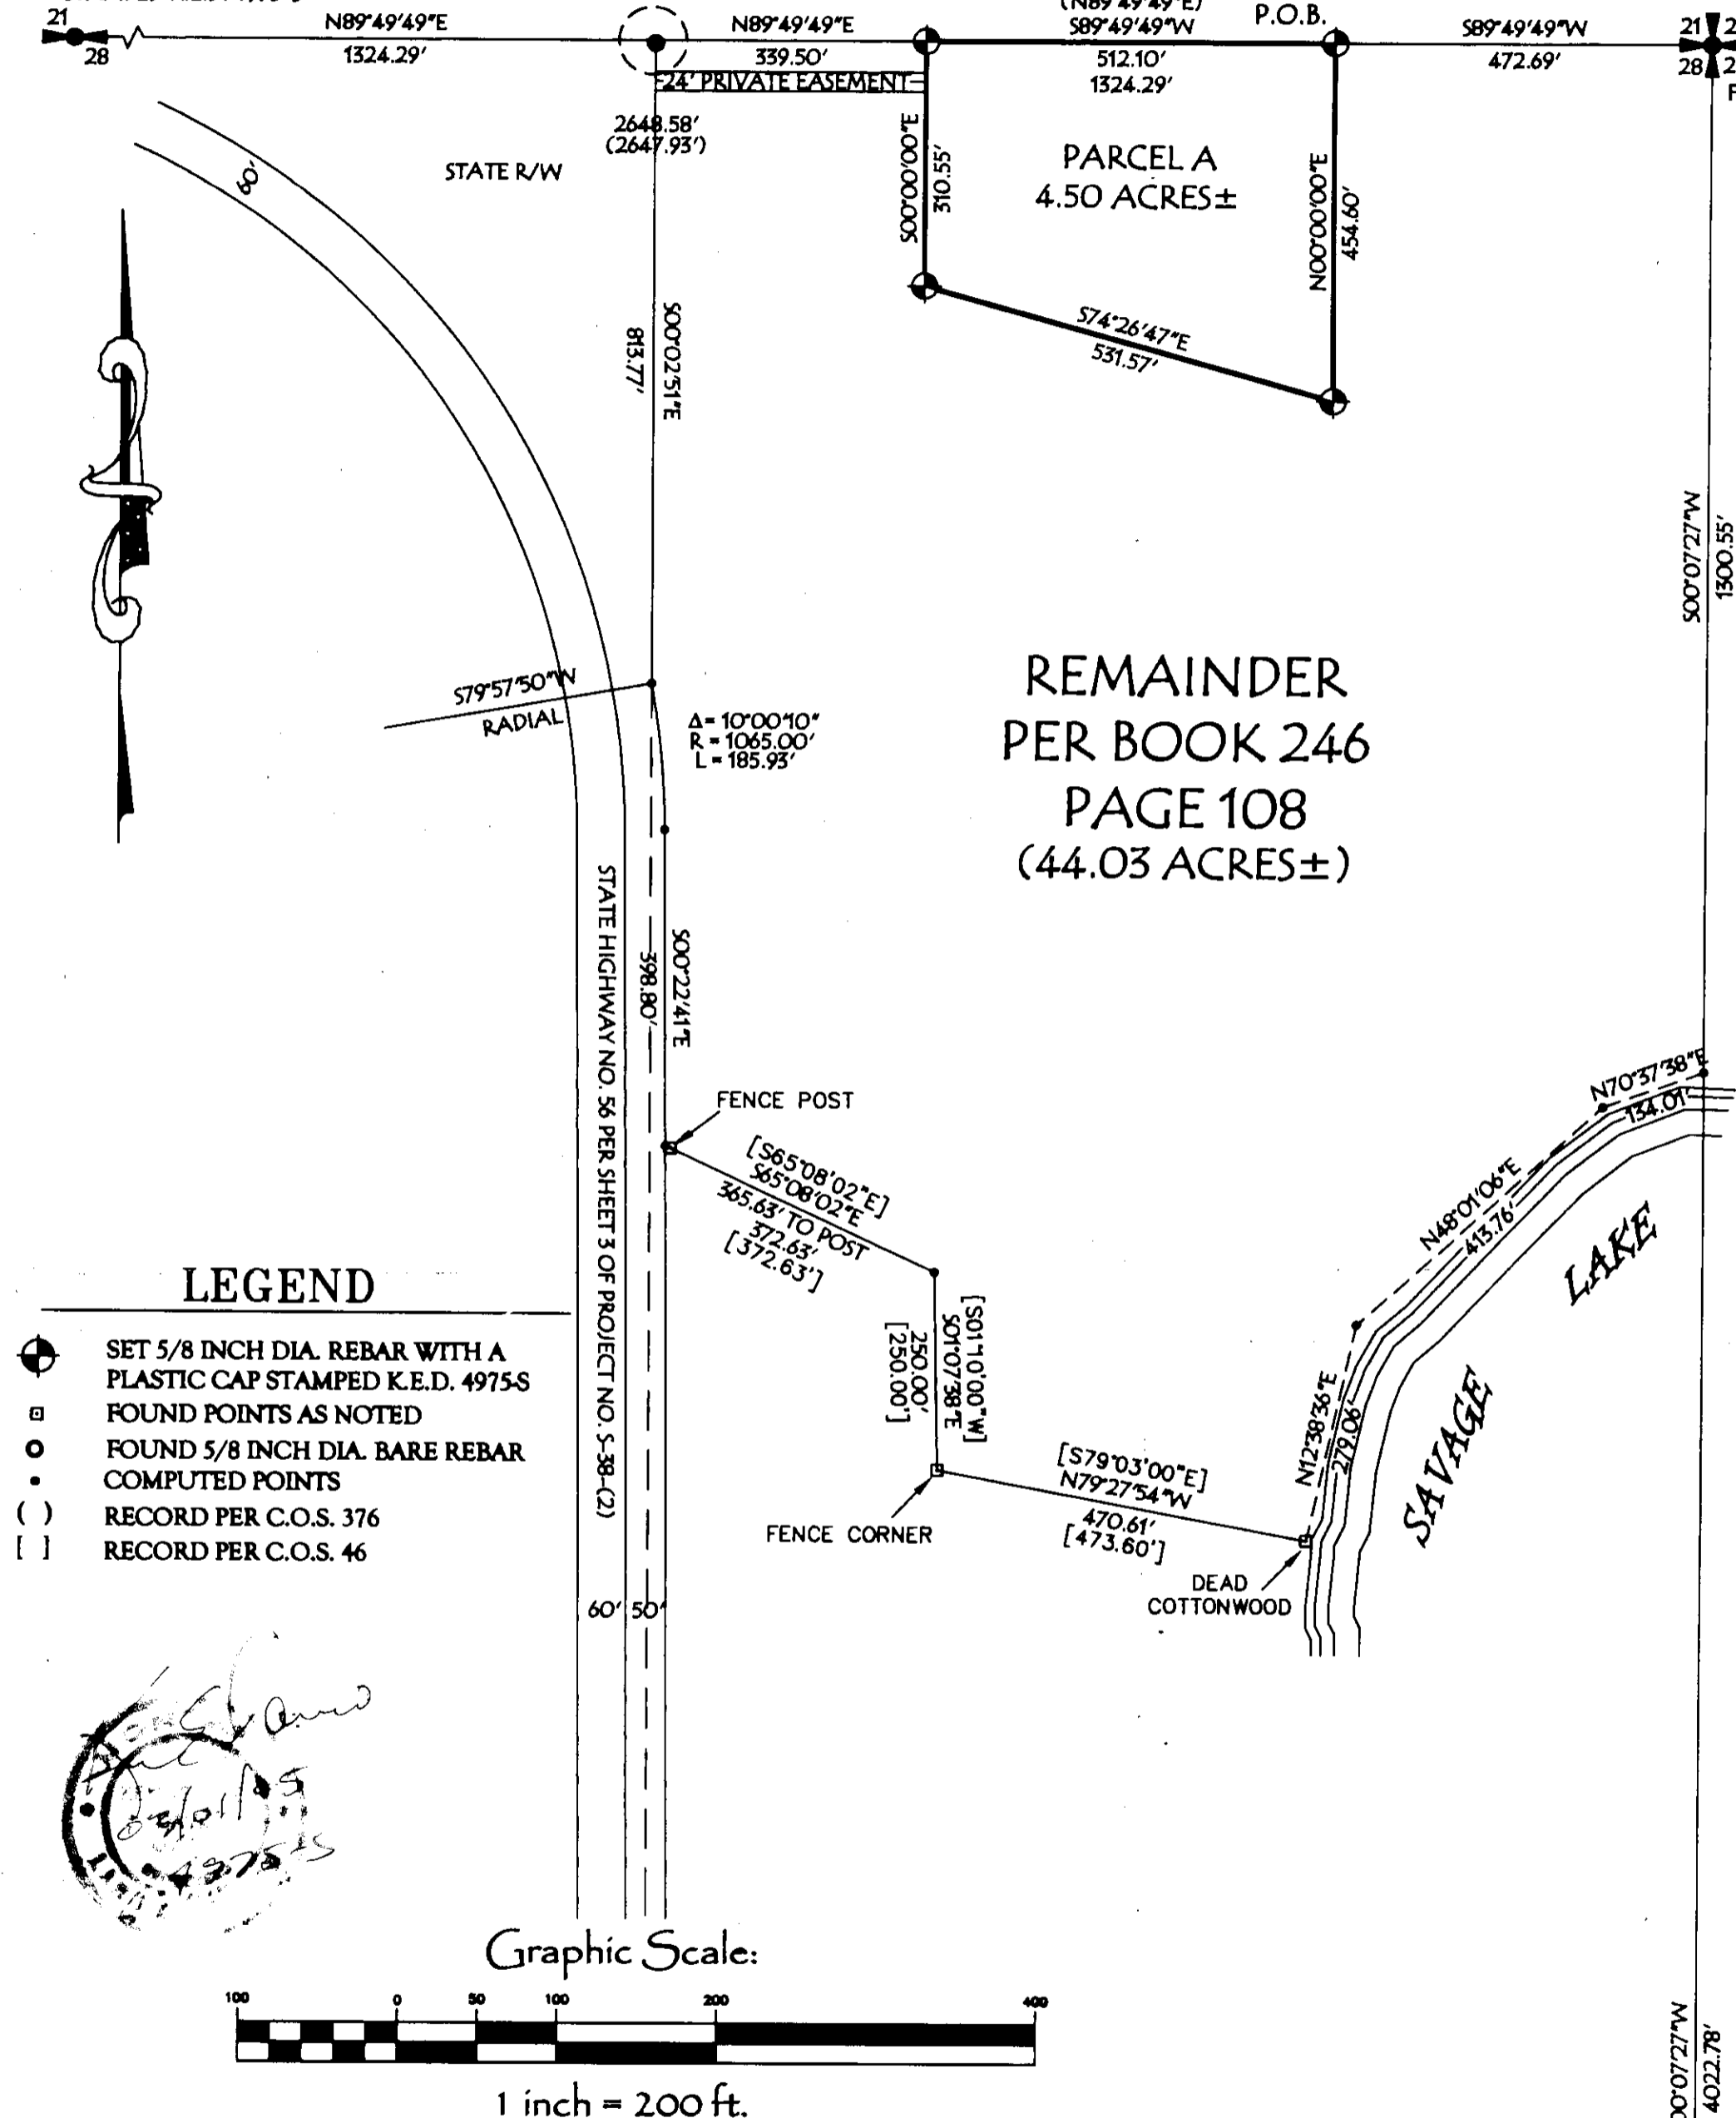 21
28
N89°49'49"E
1324.29'
N89°49'49"E
339.50'
(N89°49'49"E)
S89°49'49"W
512.10'
1324.29'
P.O.B.
S89°49'49"W
472.69'
21
28
24' PRIVATE EASEMENT
2648.58'
(2647.93')
STATE R/W
60'
S00°00'00"E
310.55'
PARCEL A
4.50 ACRES±
N00°00'00"E
454.60'
S74°26'47"E
531.57'
S00°02'51"E
813.77'
S00°07'27"W
1300.55'
S79°57'50"W
RADIAL
Δ= 10°00'10"
R = 1065.00'
L = 185.93'
REMAINDER
PER BOOK 246
PAGE 108
(44.03 ACRES±)
STATE HIGHWAY NO. 56 PER SHEET 3 OF PROJECT NO. S-38-(2)
398.80'
S00°22'41"E
FENCE POST
[S65°08'02"E]
S65°08'02"E
365.63' TO POST
372.63'
[372.63']
[S01°10'00"W]
S01°07'38"E
250.00'
[250.00']
FENCE CORNER
[S79°03'00"E]
N79°27'54"W
470.61'
[473.60']
DEAD
COTTONWOOD
N12°38'36"E
279.06'
N48°01'06"E
413.76'
N70°37'38"E
134.01'
SAVAGE
LAKE
60'
50'
LEGEND
SET 5/8 INCH DIA. REBAR WITH A
PLASTIC CAP STAMPED K.E.D. 4975-S
FOUND POINTS AS NOTED
FOUND 5/8 INCH DIA. BARE REBAR
COMPUTED POINTS
( ) RECORD PER C.O.S. 376
[ ] RECORD PER C.O.S. 46
Graphic Scale:
100 0 50 100 200 400
1 inch = 200 ft.
00°07'27"W
4022.78'